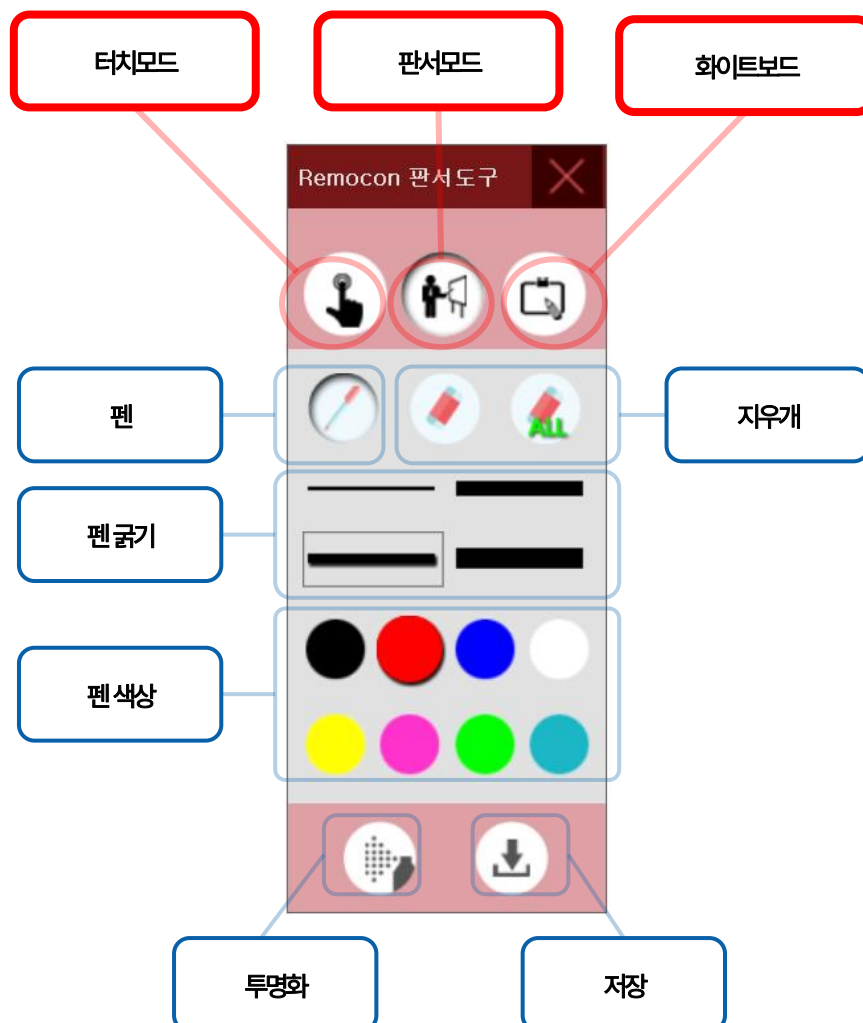 터치모드
판서모드
화이트보드
Remocon 판서도구
펜
ALL
지우개
펜 굵기
펜 색상
투명화
저장